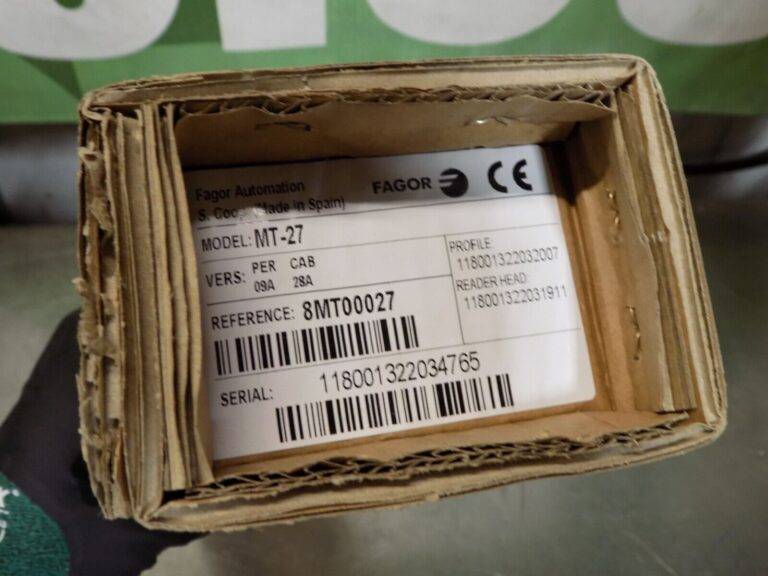 Fagor Automation
S. Coop. (Made in Spain)
FAGOR CE
MODEL: MT-27
VERS: PER CAB
09A 28A
PROFILE:
118001322032007
READER HEAD:
118001322031911
REFERENCE: 8MT00027
SERIAL: 118001322034765